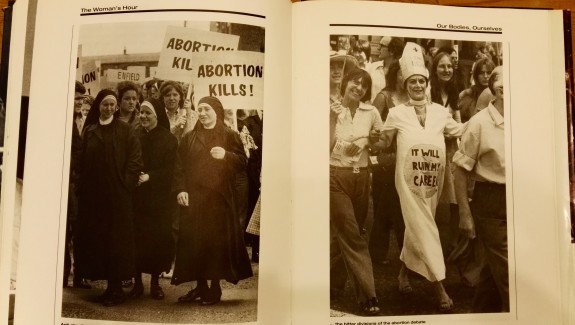 The Woman's Hour
ABORTION
KIL
ENFIELD
ABORTION
KILLS!
Our Bodies, Ourselves
IT WILL
RUIN MY
CAREER
the bitter divisions of the abortion debate.